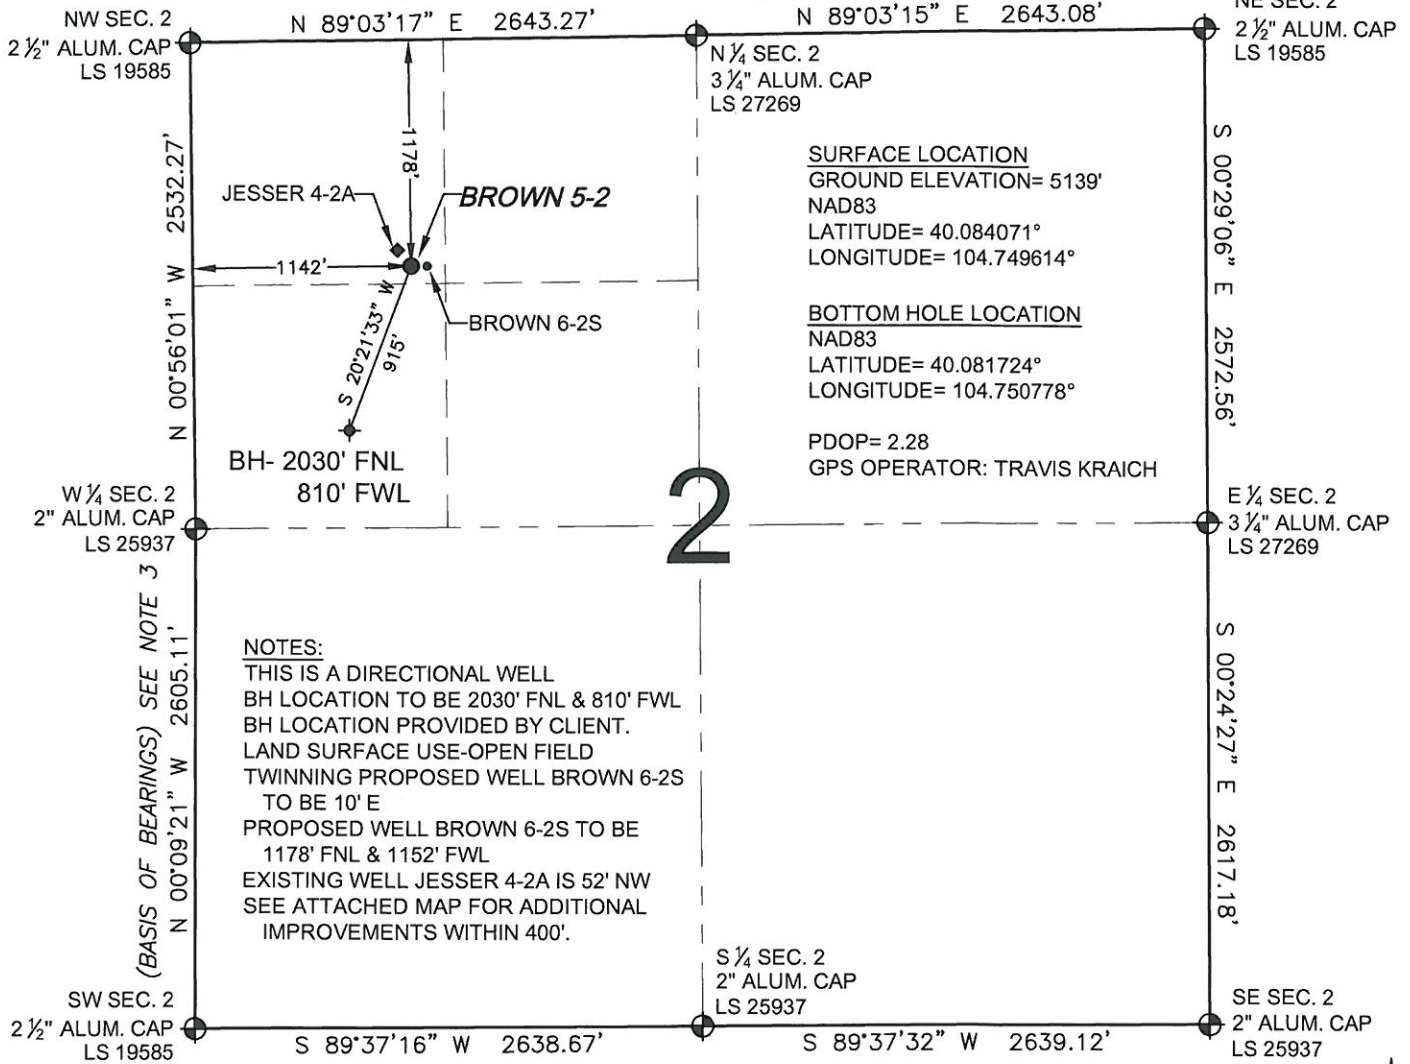 NW SEC. 2
2 ½" ALUM. CAP
LS 19585
N 89°03'17" E 2643.27'
N 89°03'15" E 2643.08'
NE SEC. 2
2 ½" ALUM. CAP
LS 19585
N ¼ SEC. 2
3 ¼" ALUM. CAP
LS 27269
N 00°56'01" W 2532.27'
1178'
JESSER 4-2A
BROWN 5-2
1142'
BROWN 6-2S
S 20°21'33" W
915'
BH- 2030' FNL
810' FWL
SURFACE LOCATION
GROUND ELEVATION= 5139'
NAD83
LATITUDE= 40.084071°
LONGITUDE= 104.749614°
BOTTOM HOLE LOCATION
NAD83
LATITUDE= 40.081724°
LONGITUDE= 104.750778°
PDOP= 2.28
GPS OPERATOR: TRAVIS KRAICH
S 00°29'06" E 2572.56'
W ¼ SEC. 2
2" ALUM. CAP
LS 25937
2
E ¼ SEC. 2
3 ¼" ALUM. CAP
LS 27269
(BASIS OF BEARINGS) SEE NOTE 3
N 00°09'21" W 2605.11'
NOTES:
THIS IS A DIRECTIONAL WELL
BH LOCATION TO BE 2030' FNL & 810' FWL
BH LOCATION PROVIDED BY CLIENT.
LAND SURFACE USE-OPEN FIELD
TWINNING PROPOSED WELL BROWN 6-2S
TO BE 10' E
PROPOSED WELL BROWN 6-2S TO BE
1178' FNL & 1152' FWL
EXISTING WELL JESSER 4-2A IS 52' NW
SEE ATTACHED MAP FOR ADDITIONAL
IMPROVEMENTS WITHIN 400'.
S 00°24'27" E 2617.18'
SW SEC. 2
2 ½" ALUM. CAP
LS 19585
S 89°37'16" W 2638.67'
S ¼ SEC. 2
2" ALUM. CAP
LS 25937
S 89°37'32" W 2639.12'
SE SEC. 2
2" ALUM. CAP
LS 25937